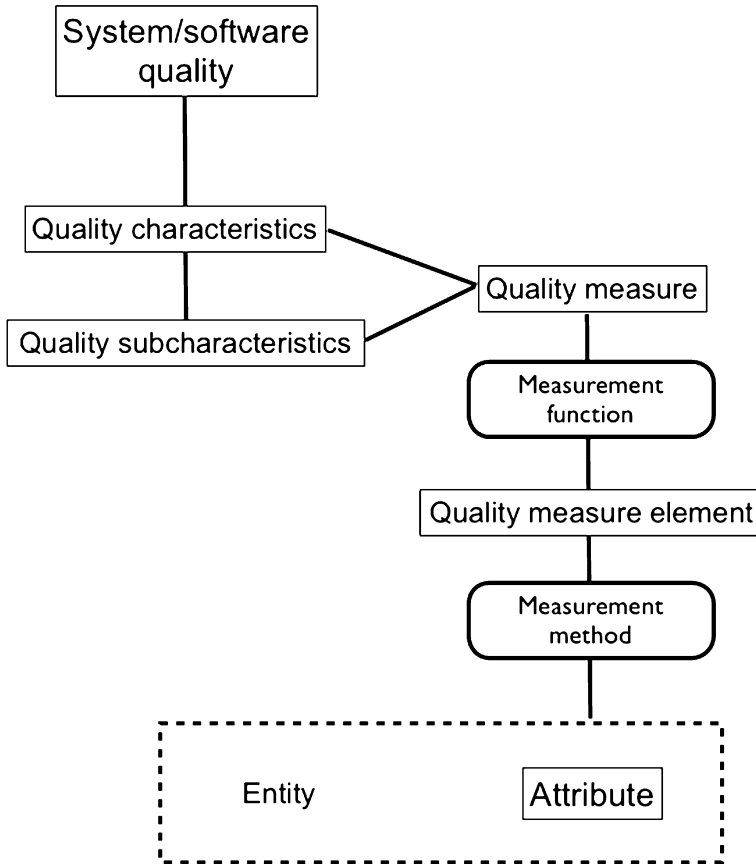 System/software
quality
Quality characteristics
Quality measure
Quality subcharacteristics
Measurement
function
Quality measure element
Measurement
method
Entity
Attribute